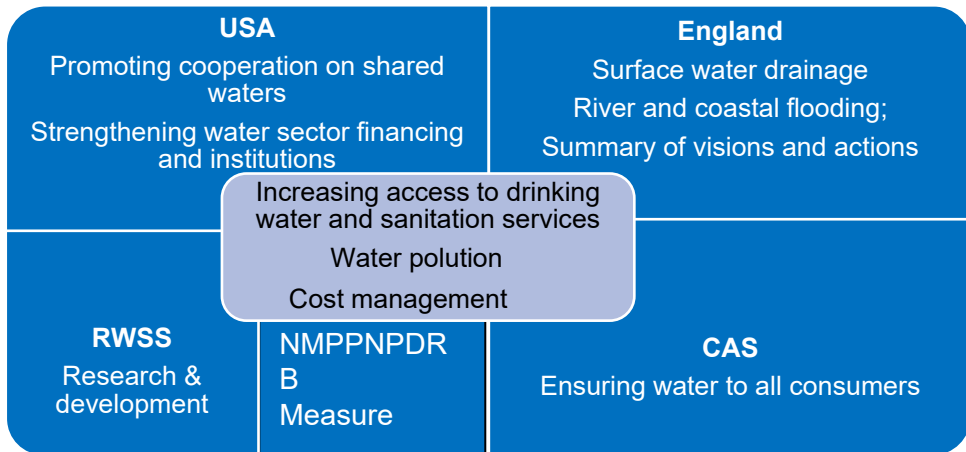 USA
Promoting cooperation on shared
waters
Strengthening water sector financing
and institutions
England
Surface water drainage
River and coastal flooding;
Summary of visions and actions
Increasing access to drinking
water and sanitation services
Water polution
Cost management
RWSS
Research &
development
NMPPNPDR
B
Measure
CAS
Ensuring water to all consumers